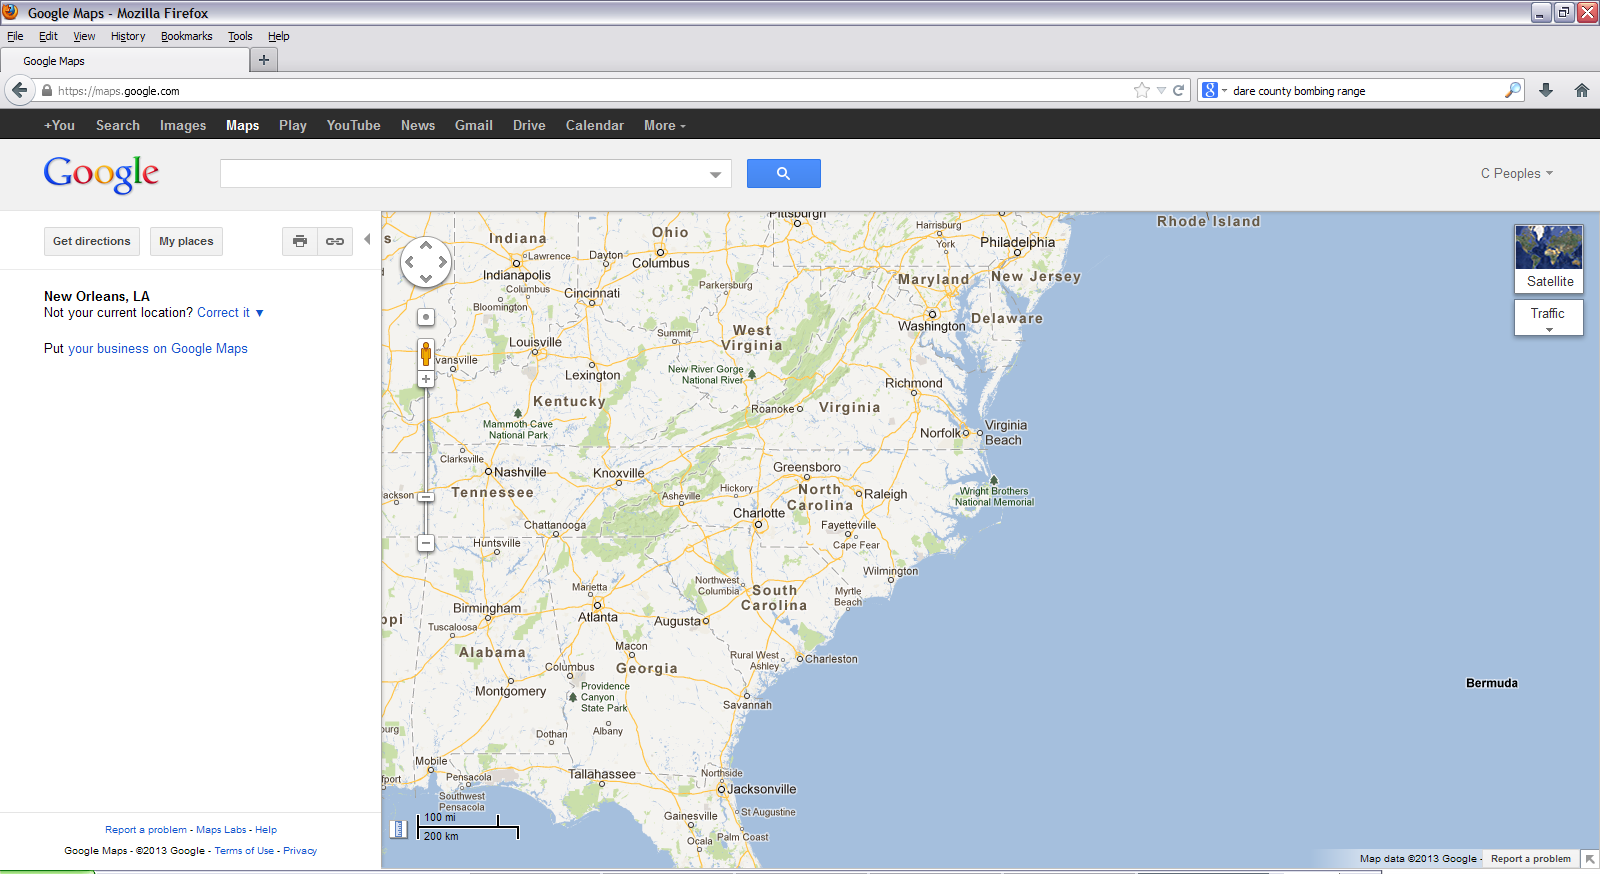 Google Maps - Mozilla Firefox
File Edit View History Bookmarks Tools Help
Google Maps
https://maps.google.com
dare county bombing range
+You Search Images Maps Play YouTube News Gmail Drive Calendar More
Google
C Peoples
Get directions My places
New Orleans, LA
Not your current location? Correct it ▼
Put your business on Google Maps
Report a problem - Maps Labs - Help
Google Maps - ©2013 Google - Terms of Use - Privacy
Pittsburgh
Rhode Island
Harrisburg
York
Philadelphia
Ohio
Indiana
Lawrence
Dayton
Columbus
Indianapolis
New Jersey
Maryland
Parkersburg
Columbus
Cincinnati
Bloomington
Satellite
Traffic
Delaware
Washington
West
Virginia
Summit
Louisville
vansville
New River Gorge
National River
Lexington
Richmond
Kentucky
Roanoke
Virginia
Mammoth Cave
National Park
Norfolk
Virginia
Beach
Clarksville
Nashville
Knoxville
Greensboro
Tennessee
ackson
Asheville
Hickory
North
Carolina
Raleigh
Wright Brothers
National Memorial
Charlotte
Chattanooga
Fayetteville
Cape Fear
Huntsville
Wilmington
Marietta
Northwest
Columbia
South
Carolina
Myrtle
Beach
Birmingham
Atlanta
Augusta
ppi
Tuscaloosa
Alabama
Macon
Columbus
Georgia
Rural West
Ashley
Charleston
Montgomery
Providence
Canyon
State Park
Savannah
Bermuda
Albany
Dothan
burg
Mobile
fport
Pensacola
Southwest
Pensacola
Tallahassee
Northside
Jacksonville
Gainesville
St Augustine
Ocala
Palm Coast
100 mi
200 km
Map data ©2013 Google - Report a problem